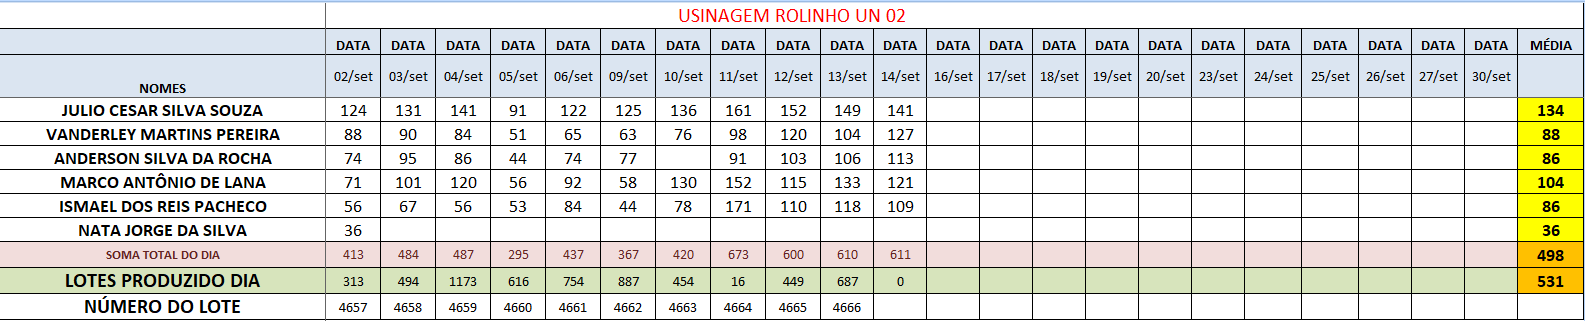 USINAGEM ROLINHO UN 02
DATA DATA DATA DATA DATA DATA DATA DATA DATA DATA DATA DATA DATA DATA DATA DATA DATA DATA DATA DATA DATA DATA MÉDIA
NOMES 02/set 03/set 04/set 05/set 06/set 09/set 10/set 11/set 12/set 13/set 14/set 16/set 17/set 18/set 19/set 20/set 23/set 24/set 25/set 26/set 27/set 30/set
JULIO CESAR SILVA SOUZA 124 131 141 91 122 125 136 161 152 149 141 134
VANDERLEY MARTINS PEREIRA 88 90 84 51 65 63 76 98 120 104 127 88
ANDERSON SILVA DA ROCHA 74 95 86 44 74 77 91 103 106 113 86
MARCO ANTÔNIO DE LANA 71 101 120 56 92 58 130 152 115 133 121 104
ISMAEL DOS REIS PACHECO 56 67 56 53 84 44 78 171 110 118 109 86
NATA JORGE DA SILVA 36 36
SOMA TOTAL DO DIA 413 484 487 295 437 367 420 673 600 610 611 498
LOTES PRODUZIDO DIA 313 494 1173 616 754 887 454 16 449 687 0 531
NÚMERO DO LOTE 4657 4658 4659 4660 4661 4662 4663 4664 4665 4666